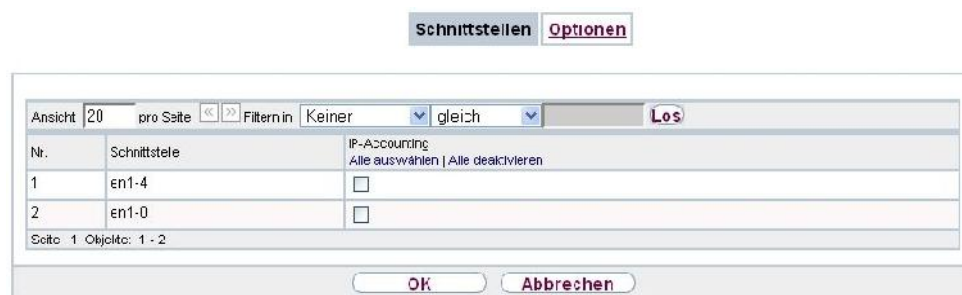 Schnittstellen Optionen
Ansicht 20 pro Seite « » Filtern in Keiner gleich Los
Nr. Schnittstelle IP-Accounting
Alle auswählen | Alle deaktivieren
1 en1-4
2 en1-0
Seite: 1 Objekte: 1 - 2
OK Abbrechen